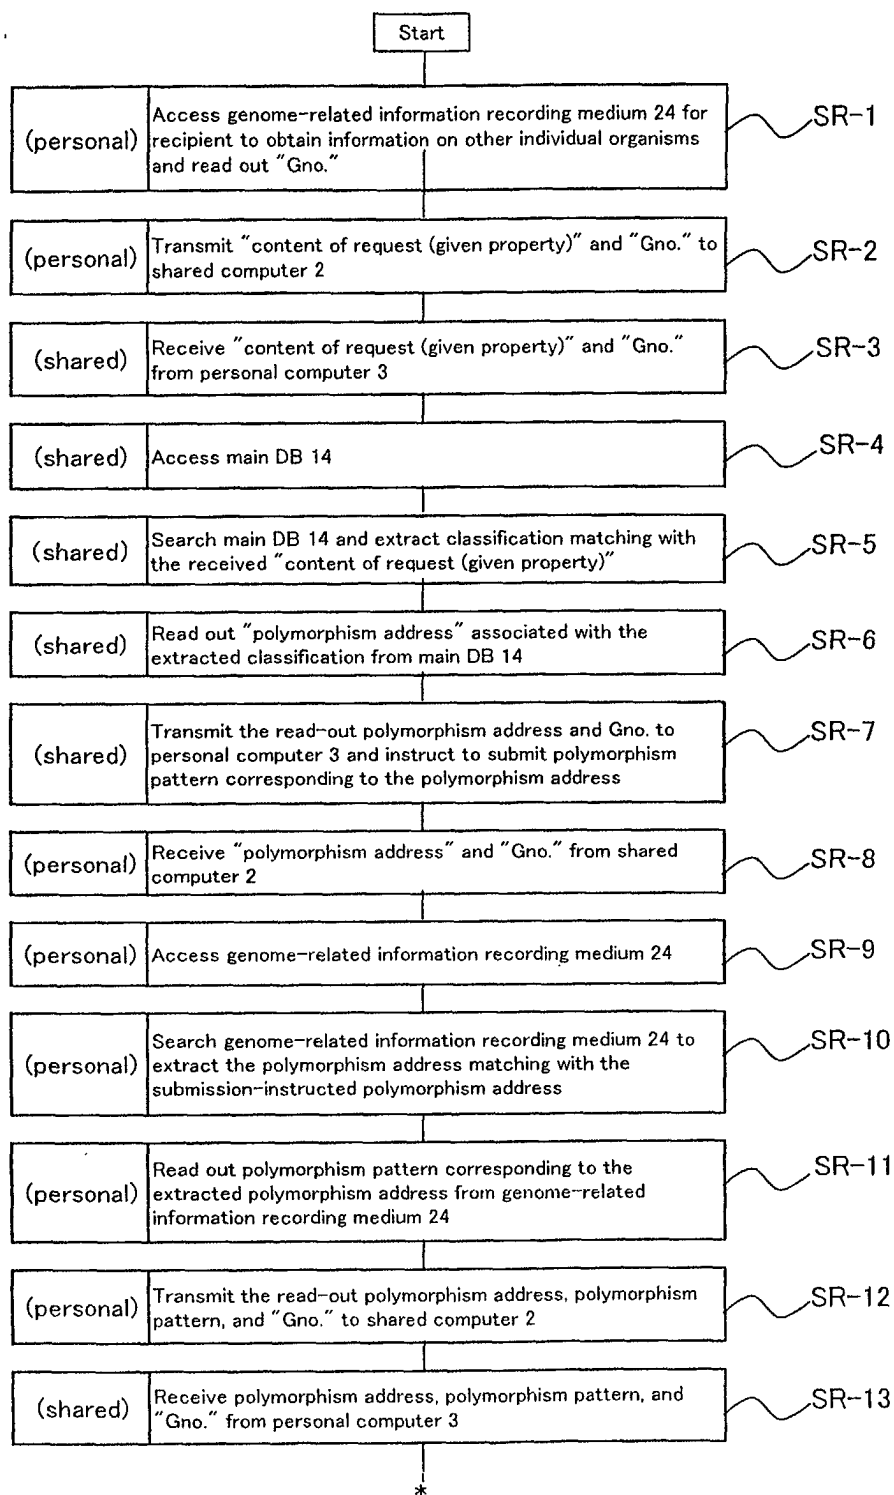 Start
(personal)
Access genome-related information recording medium 24 for
recipient to obtain information on other individual organisms
and read out "Gno."
SR-1
(personal)
Transmit "content of request (given property)" and "Gno." to
shared computer 2
SR-2
(shared)
Receive "content of request (given property)" and "Gno."
from personal computer 3
SR-3
(shared)
Access main DB 14
SR-4
(shared)
Search main DB 14 and extract classification matching with
the received "content of request (given property)"
SR-5
(shared)
Read out "polymorphism address" associated with the
extracted classification from main DB 14
SR-6
(shared)
Transmit the read-out polymorphism address and Gno. to
personal computer 3 and instruct to submit polymorphism
pattern corresponding to the polymorphism address
SR-7
(personal)
Receive "polymorphism address" and "Gno." from shared
computer 2
SR-8
(personal)
Access genome-related information recording medium 24
SR-9
(personal)
Search genome-related information recording medium 24 to
extract the polymorphism address matching with the
submission-instructed polymorphism address
SR-10
(personal)
Read out polymorphism pattern corresponding to the
extracted polymorphism address from genome-related
information recording medium 24
SR-11
(personal)
Transmit the read-out polymorphism address, polymorphism
pattern, and "Gno." to shared computer 2
SR-12
(shared)
Receive polymorphism address, polymorphism pattern, and
"Gno." from personal computer 3
SR-13
*